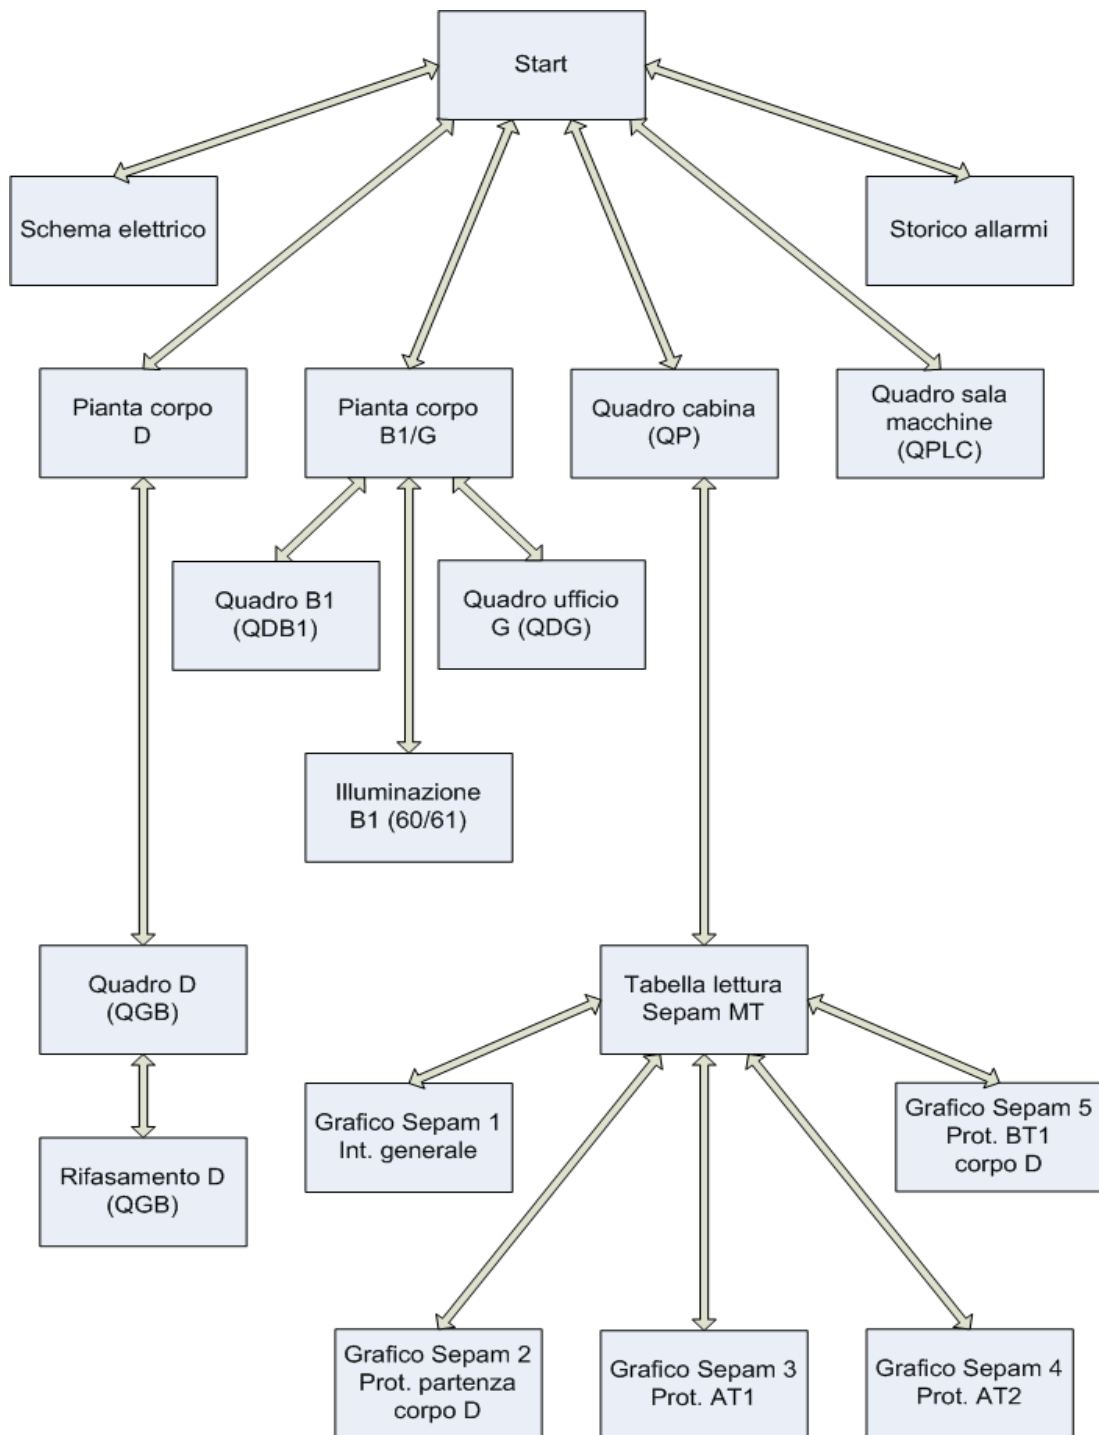 Start
Schema elettrico
Storico allarmi
Pianta corpo
D
Pianta corpo
B1/G
Quadro cabina
(QP)
Quadro sala
macchine
(QPLC)
Quadro B1
(QDB1)
Quadro ufficio
G (QDG)
Illuminazione
B1 (60/61)
Quadro D
(QGB)
Tabella lettura
Sepam MT
Rifasamento D
(QGB)
Grafico Sepam 1
Int. generale
Grafico Sepam 5
Prot. BT1
corpo D
Grafico Sepam 2
Prot. partenza
corpo D
Grafico Sepam 3
Prot. AT1
Grafico Sepam 4
Prot. AT2